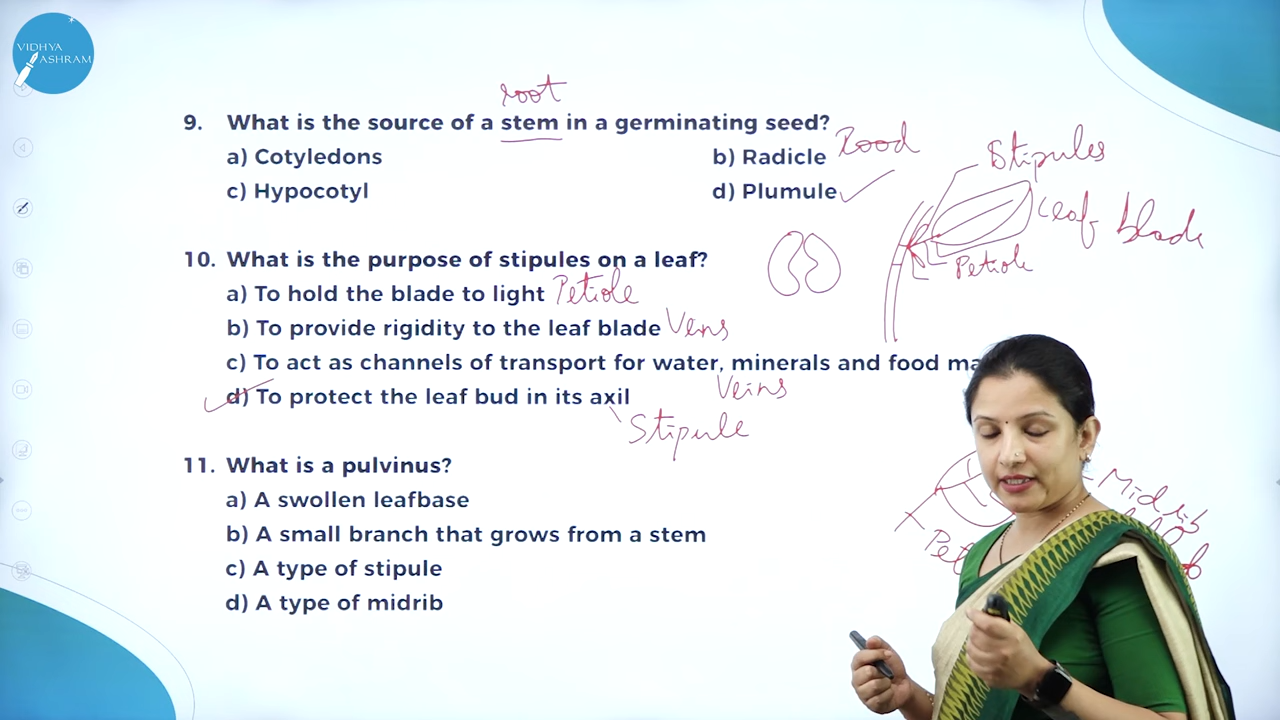 VIDHYA
ASHRAM
root
9. What is the source of a stem in a germinating seed?
a) Cotyledons
b) Radicle Rood
c) Hypocotyl
d) Plumule
Stipules
Leaf blade
Petiole
10. What is the purpose of stipules on a leaf?
a) To hold the blade to light Petiole
b) To provide rigidity to the leaf blade Veins
c) To act as channels of transport for water, minerals and food ma
Veins
d) To protect the leaf bud in its axil
Stipule
11. What is a pulvinus?
a) A swollen leafbase
b) A small branch that grows from a stem
c) A type of stipule
d) A type of midrib
Midrib
Pet